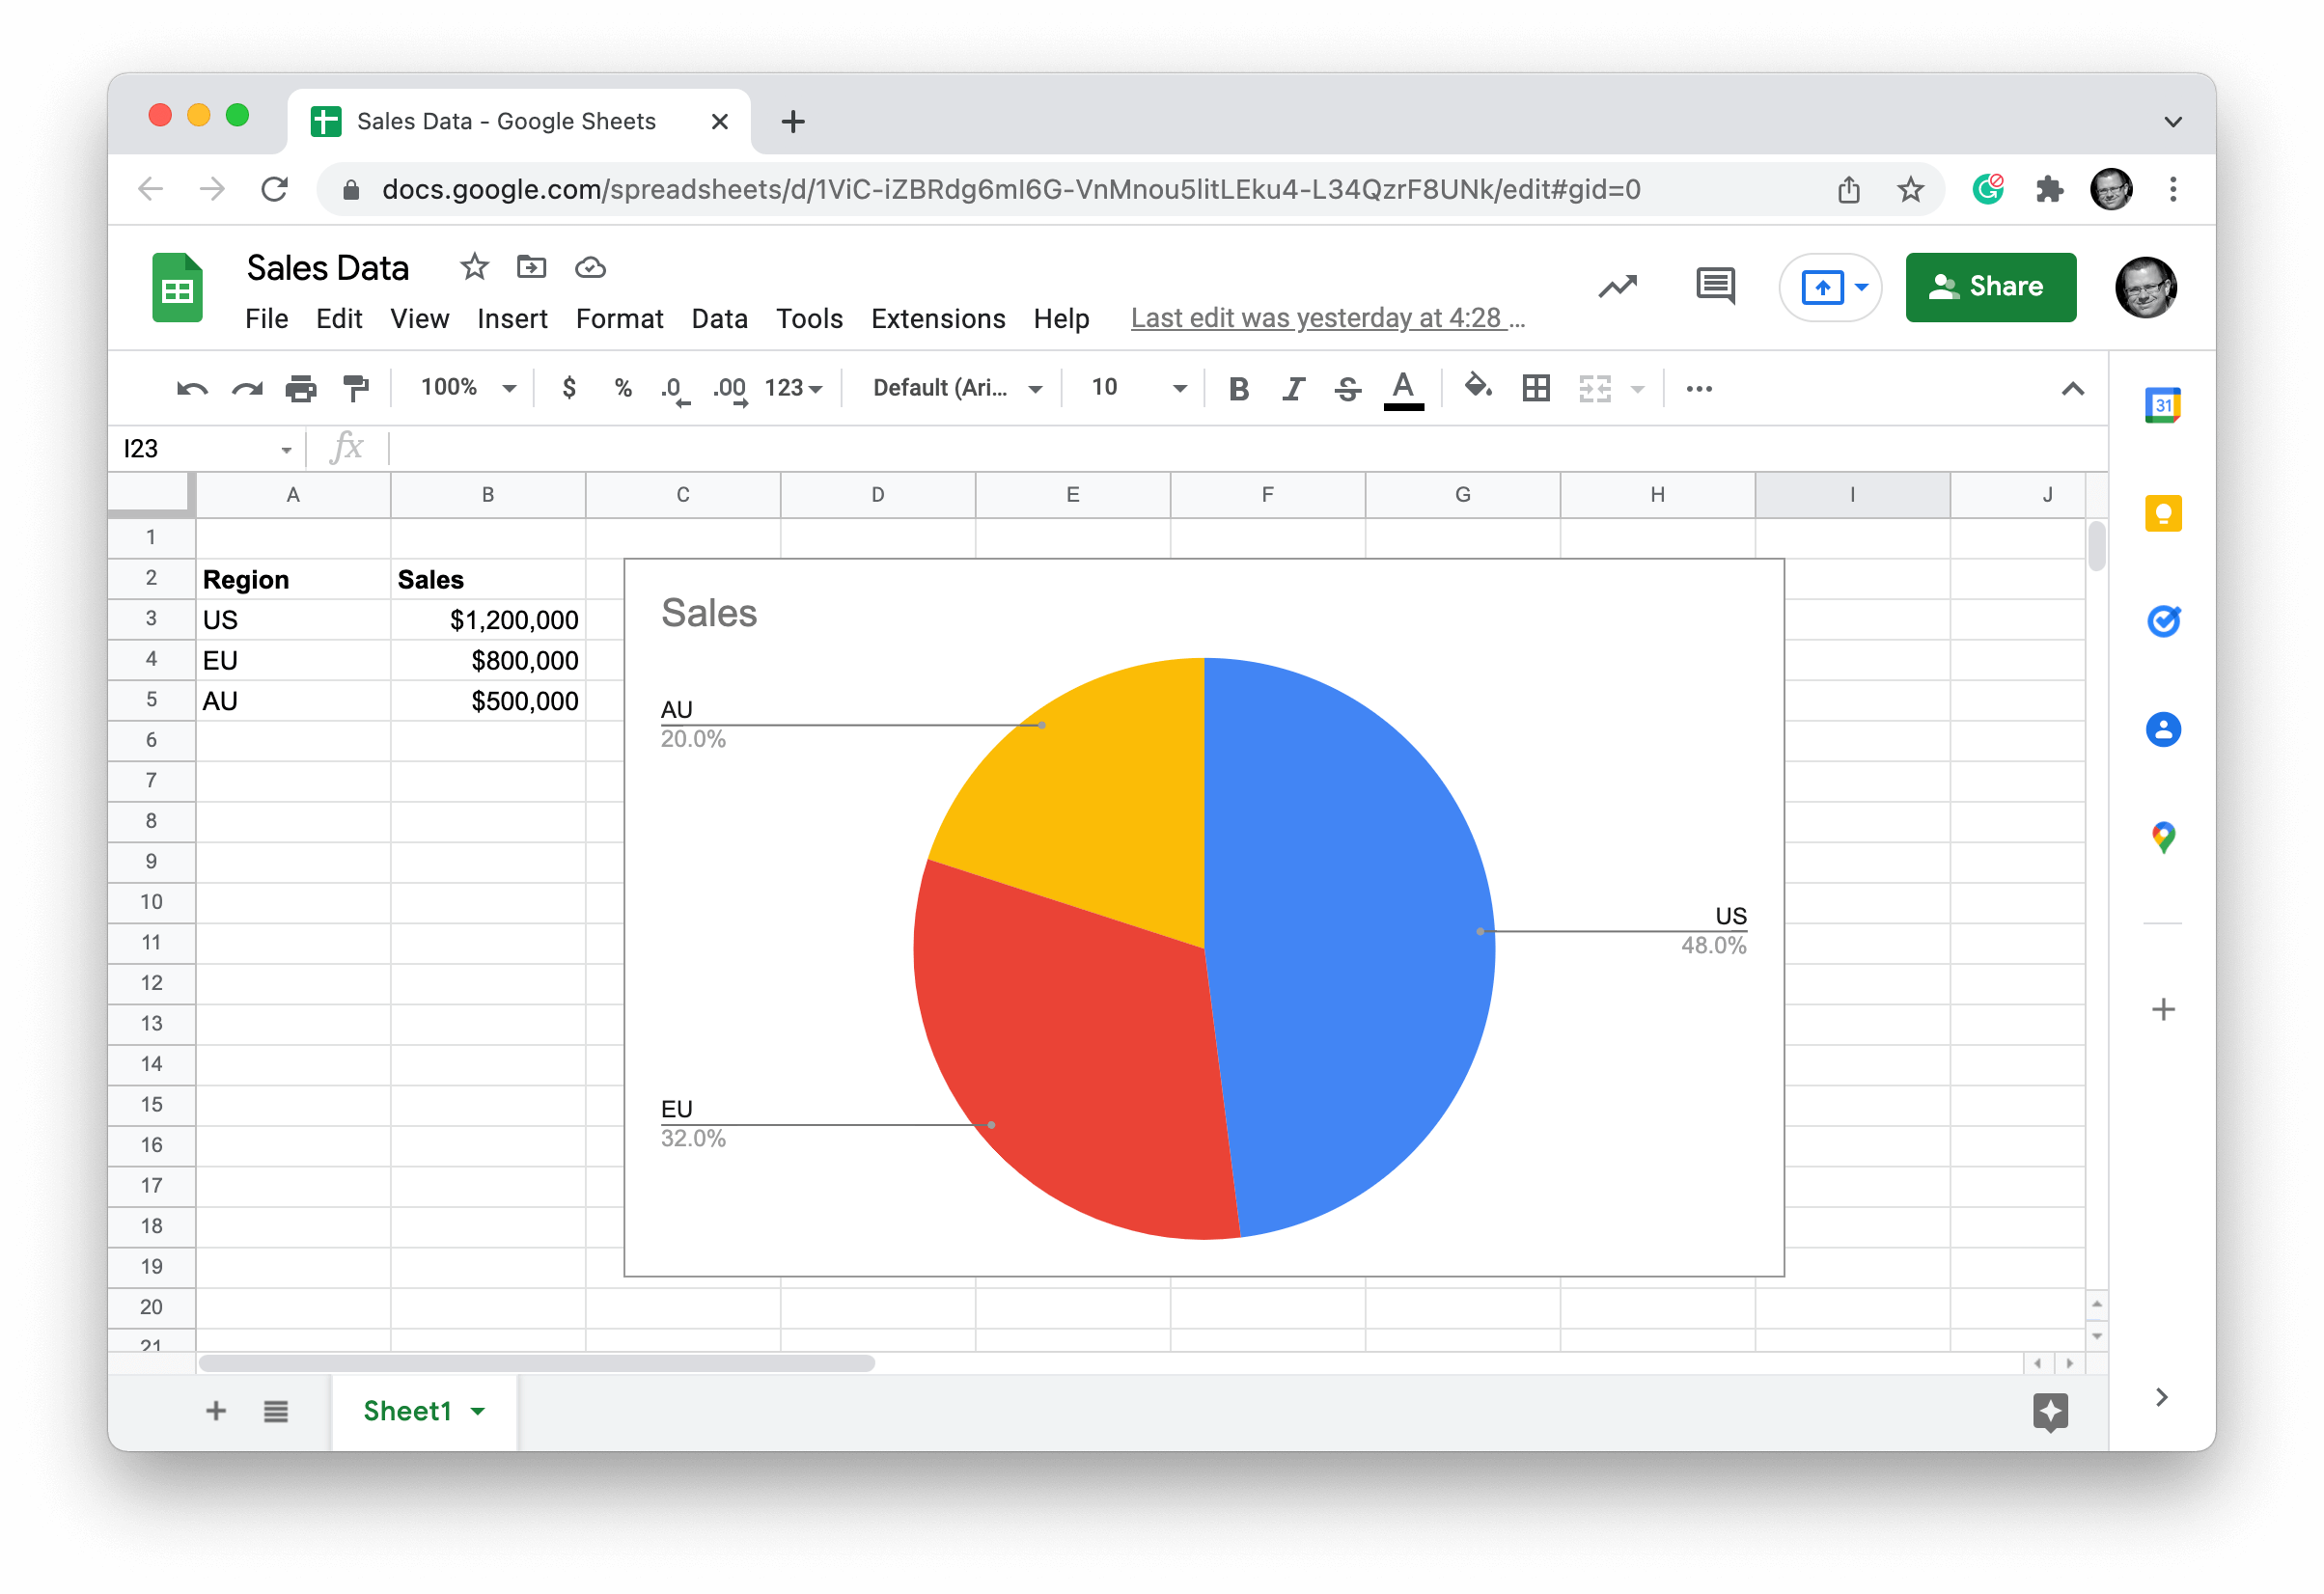 Sales Data - Google Sheets
docs.google.com/spreadsheets/d/1ViC-iZBRdg6mI6G-VnMnou5litLEku4-L34QzrF8UNk/edit#gid=0
Sales Data
File Edit View Insert Format Data Tools Extensions Help Last edit was yesterday at 4:28 ...
Share
100% $ % .0 .00 123 Default (Ari... 10 B I S A
31
I23 fx
A B C D E F G H I J
1
2 Region Sales
3 US $1,200,000
4 EU $800,000
5 AU $500,000
6
7
8
9
10
11
12
13
14
15
16
17
18
19
20
21
Sales
AU
20.0%
US
48.0%
EU
32.0%
Sheet1